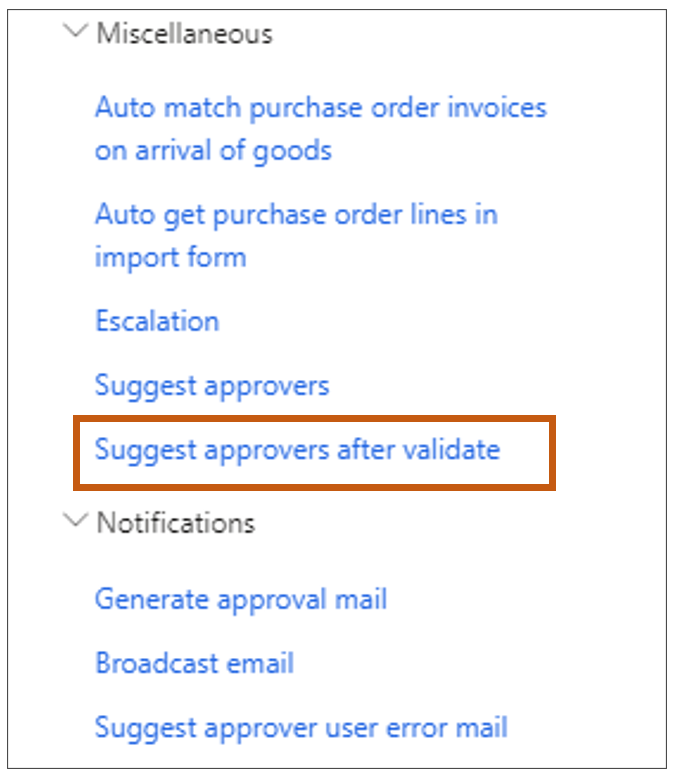 Miscellaneous
Auto match purchase order invoices
on arrival of goods
Auto get purchase order lines in
import form
Escalation
Suggest approvers
Suggest approvers after validate
Notifications
Generate approval mail
Broadcast email
Suggest approver user error mail